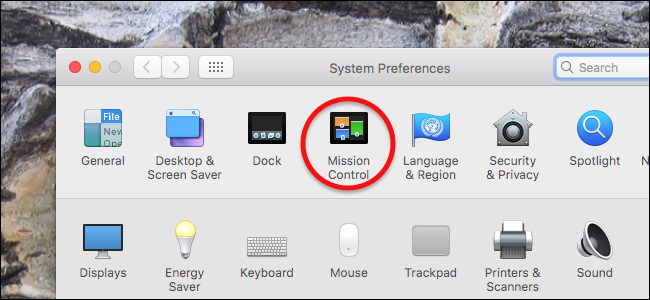 System Preferences
Search
File
New
Ope
General
Desktop &
Screen Saver
Dock
Mission
Control
Language
& Region
Security
& Privacy
Spotlight
N
Displays
Energy
Saver
Keyboard
Mouse
Trackpad
Printers &
Scanners
Sound